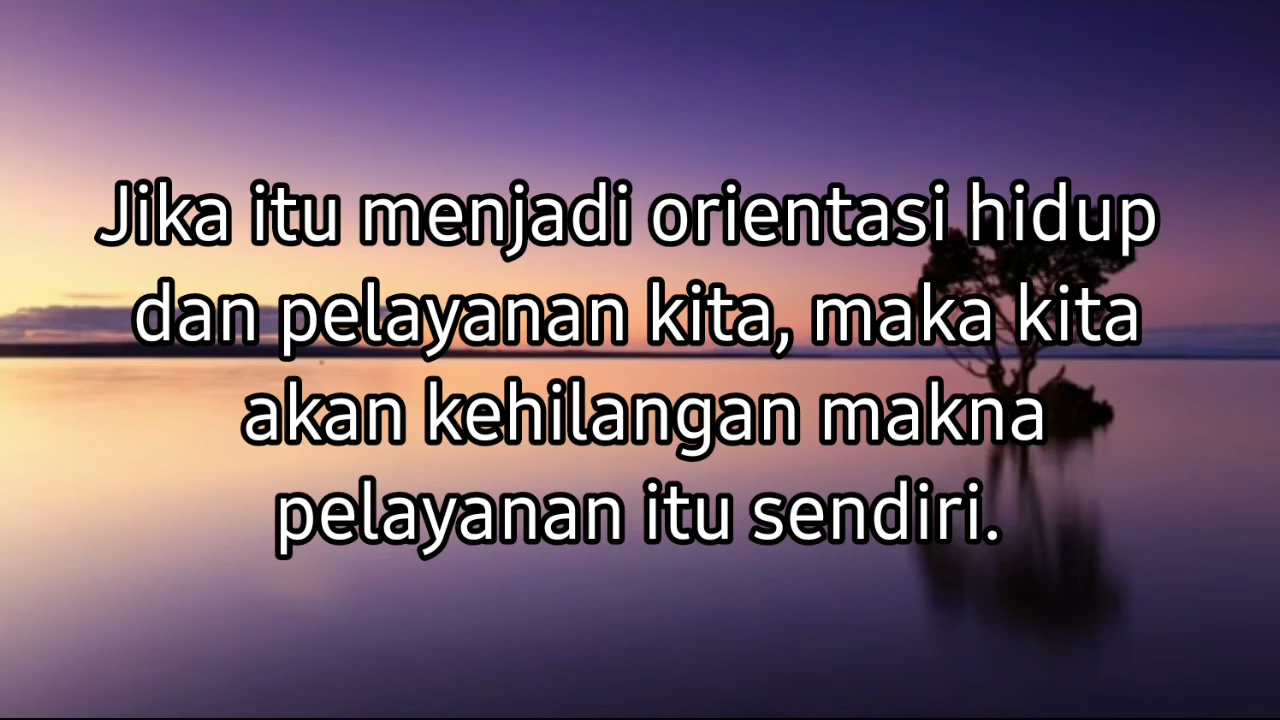 Jika itu menjadi orientasi hidup
dan pelayanan kita, maka kita
akan kehilangan makna
pelayanan itu sendiri.